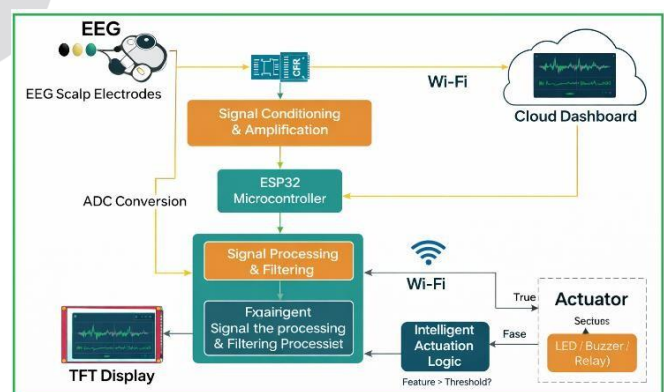 EEG
EEG Scalp Electrodes
CFR
Wi-Fi
Cloud Dashboard
Signal Conditioning
& Amplification
ESP32
Microcontroller
ADC Conversion
Signal Processing
& Filtering
Wi-Fi
Fxgairigent
Signal the processing
& Filtering Processiet
TFT Display
Intelligent
Actuation
Logic
Feature > Threshold?
True
Fase
Actuator
Sectues
LED / Buzzer /
Relay)